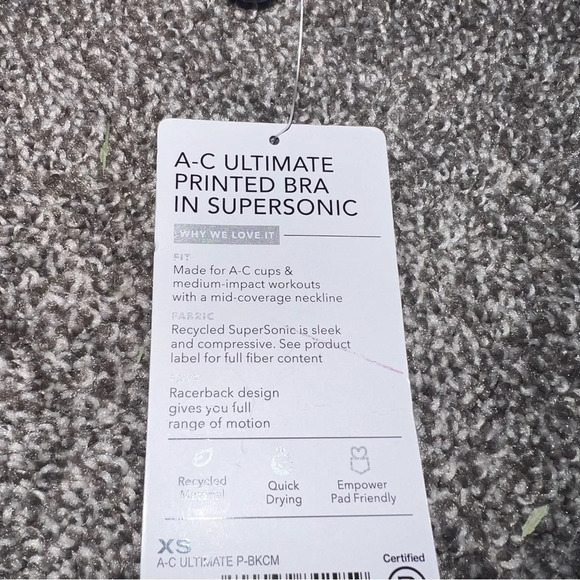 A-C ULTIMATE
PRINTED BRA
IN SUPERSONIC
WHY WE LOVE IT
FIT
Made for A-C cups &
medium-impact workouts
with a mid-coverage neckline
FABRIC
Recycled SuperSonic is sleek
and compressive. See product
label for full fiber content
Racerback design
gives you full
range of motion
Recycled
Material
Quick
Drying
Empower
Pad Friendly
XS
A-C ULTIMATE P-BKCM
Certified